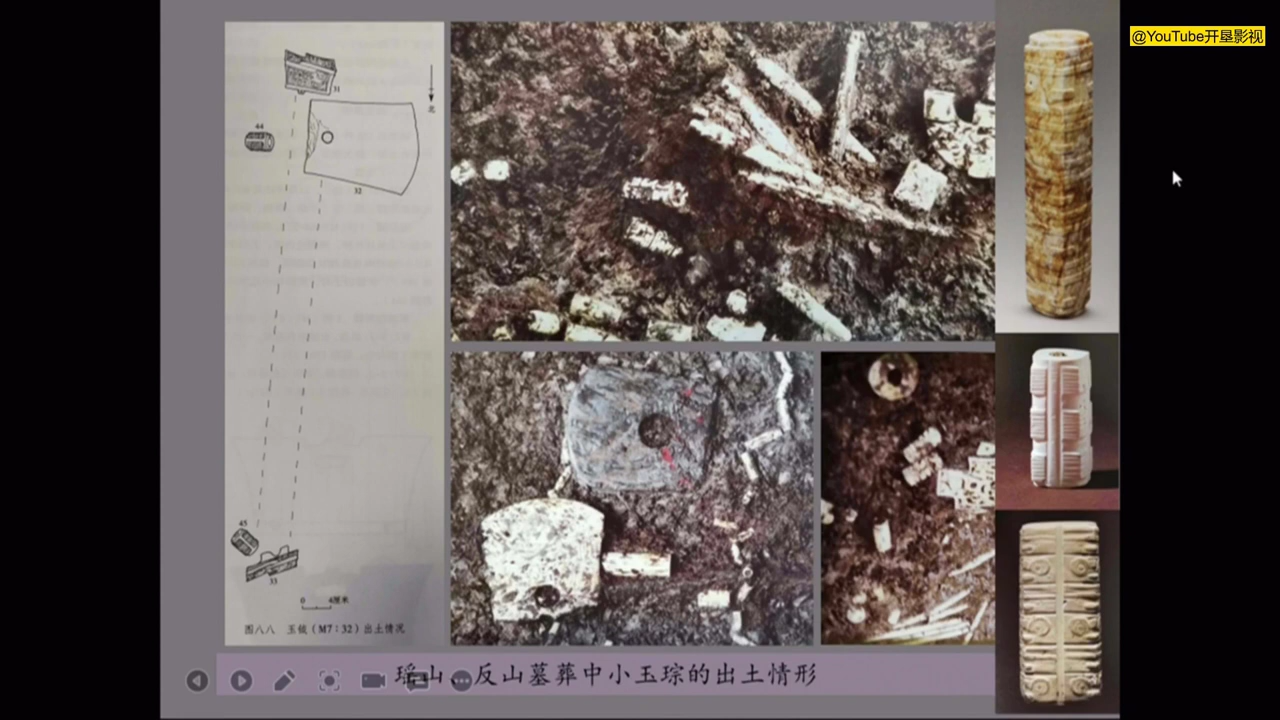 @YouTube开垦影视
31
北
44
32
45
33
0 4厘米
图八八 玉钺（M7：32）出土情况
瑶山、反山墓葬中小玉琮的出土情形